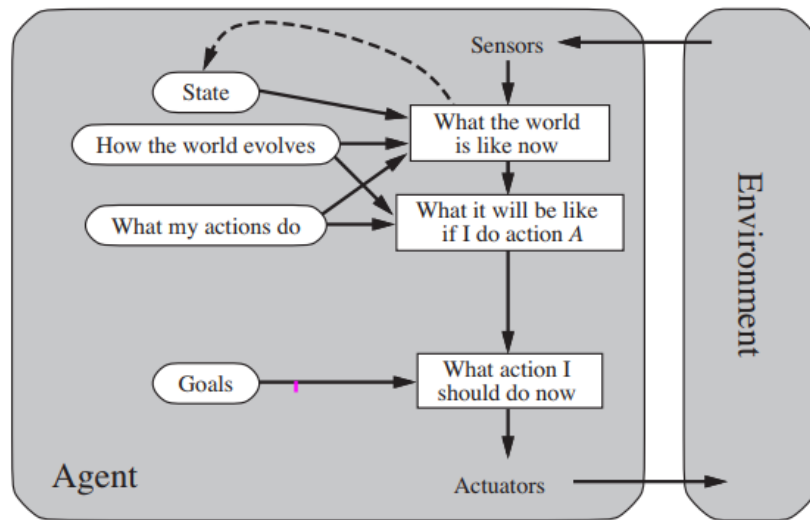 Sensors
State
What the world
is like now
How the world evolves
What my actions do
What it will be like
if I do action A
Goals
What action I
should do now
Agent
Actuators
Environment